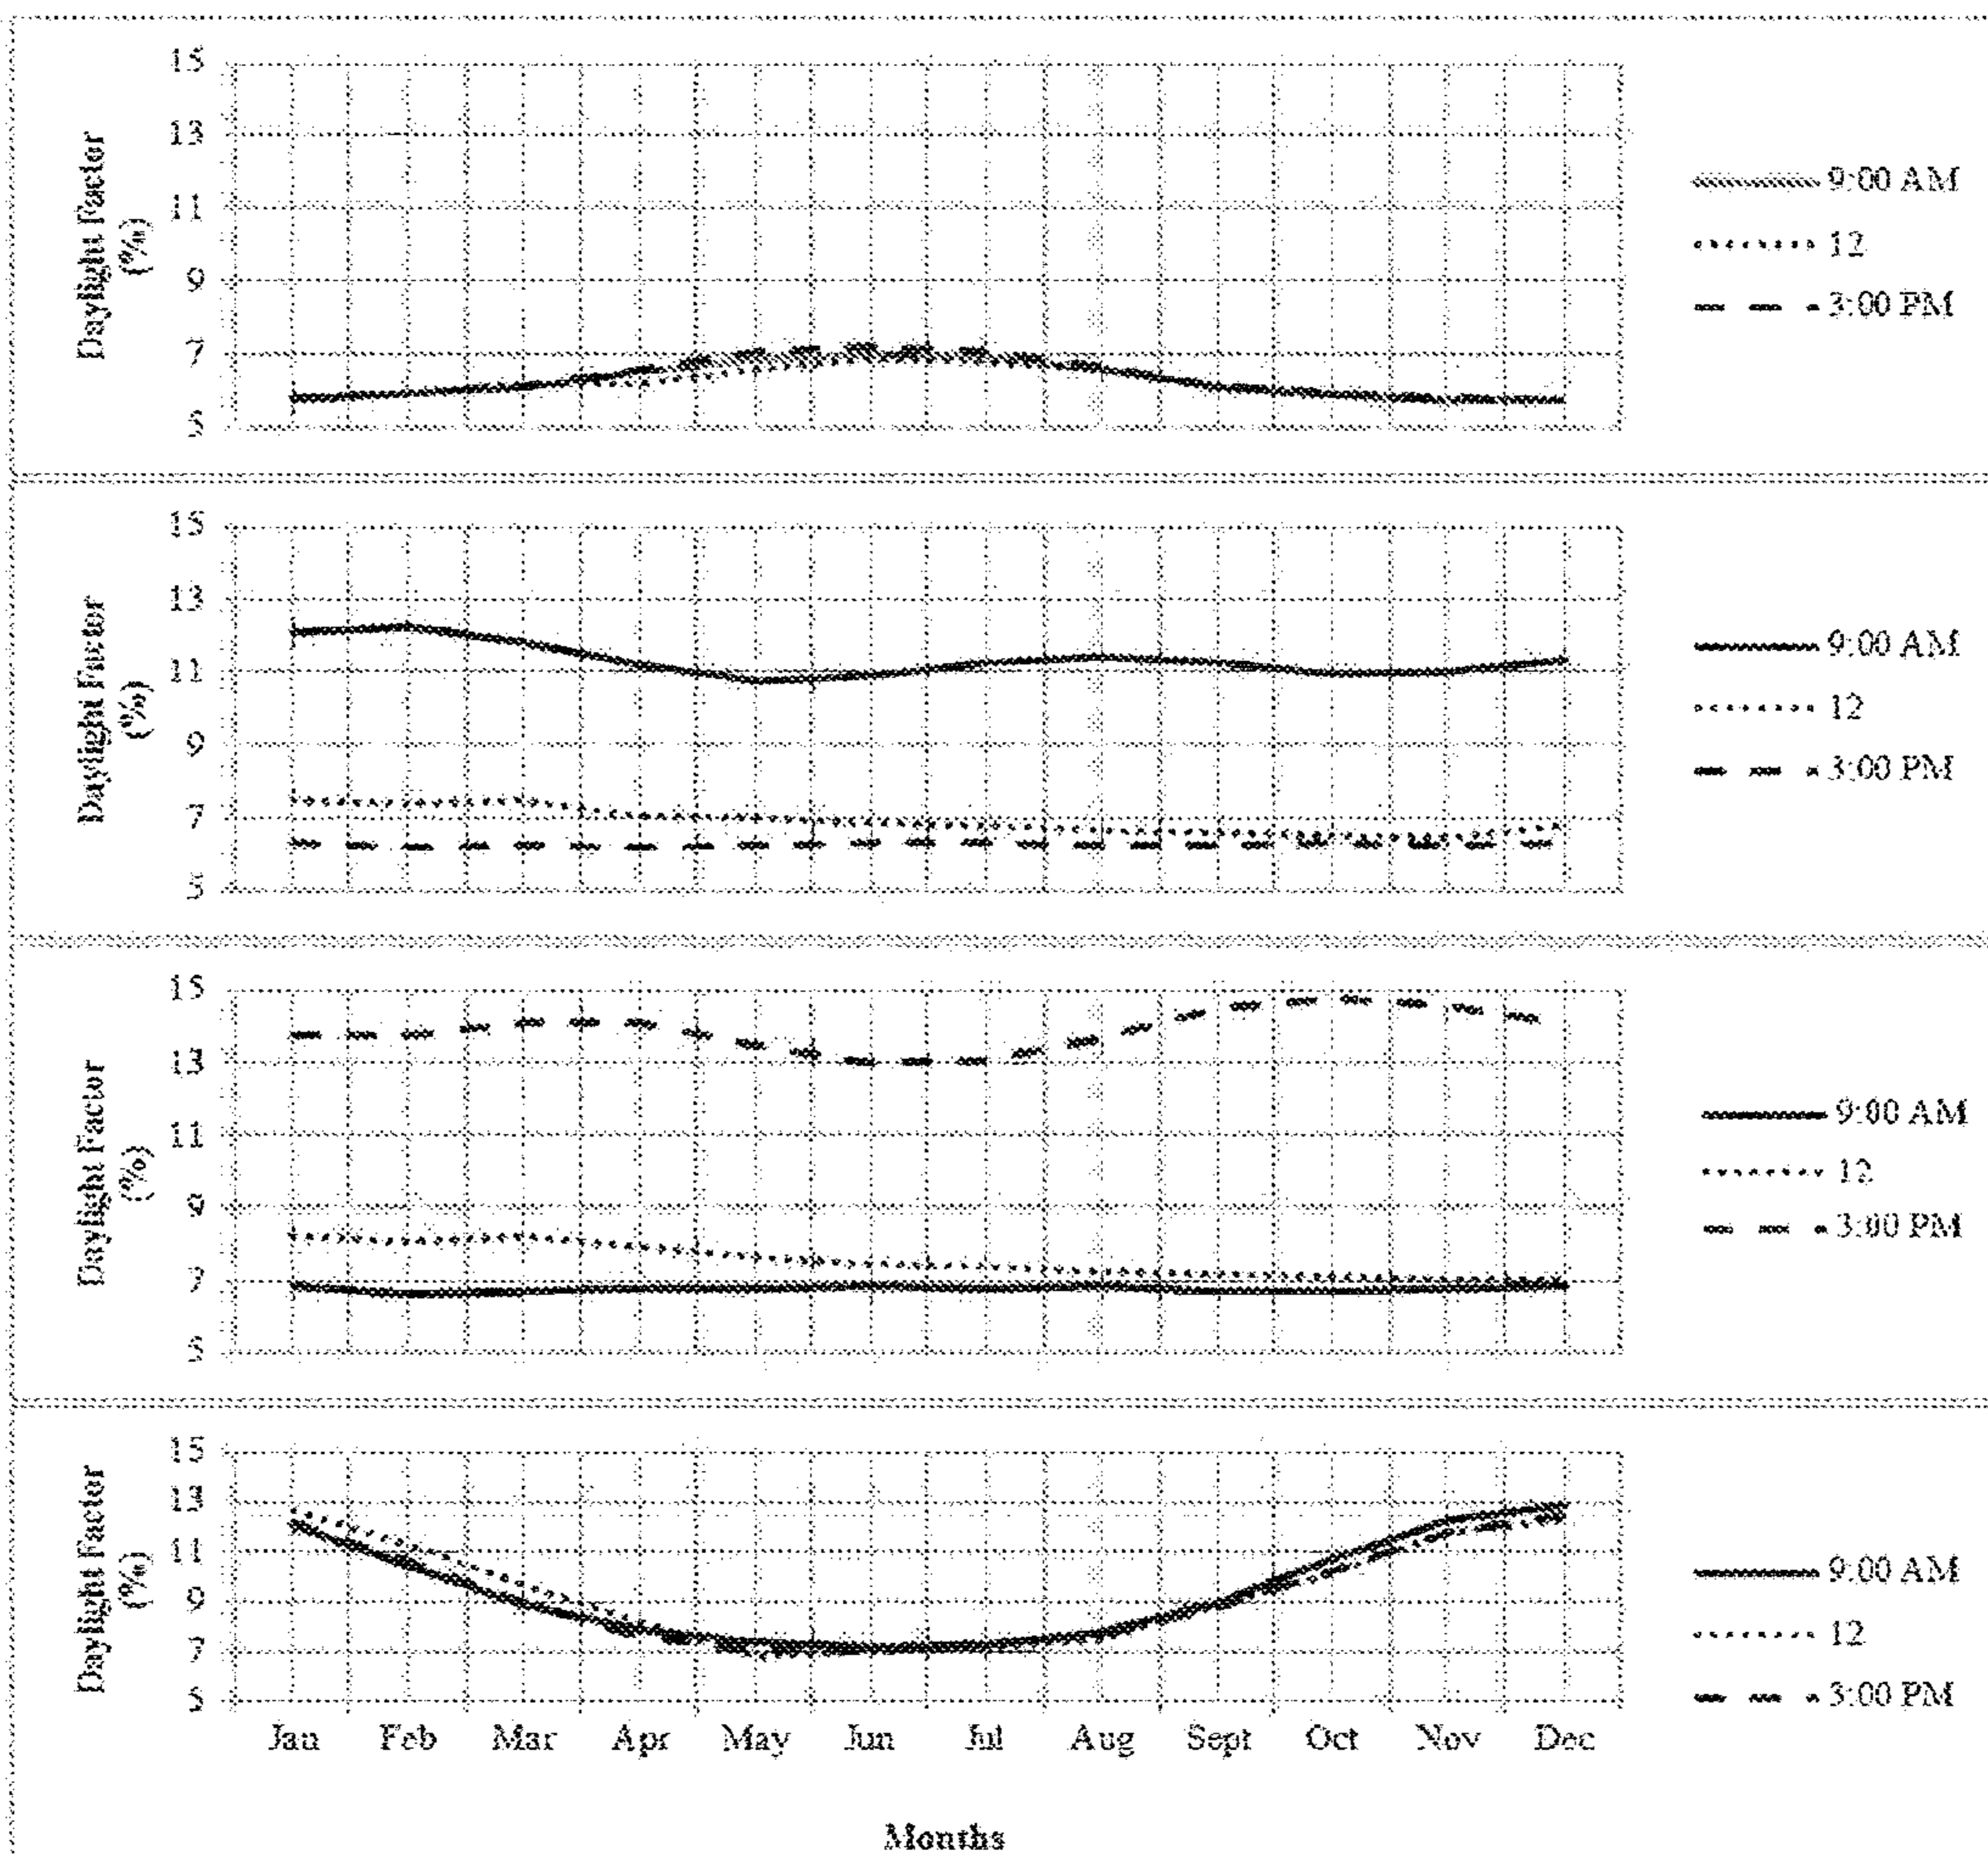 Daylight Factor
(%)
15
13
11
9
7
5
9:00 AM
12
3:00 PM
Daylight Factor
(%)
15
13
11
9
7
5
9:00 AM
12
3:00 PM
Daylight Factor
(%)
15
13
11
9
7
5
9:00 AM
12
3:00 PM
Daylight Factor
(%)
15
13
11
9
7
5
9:00 AM
12
3:00 PM
Jan Feb Mar Apr May Jun Jul Aug Sept Oct Nov Dec
Months